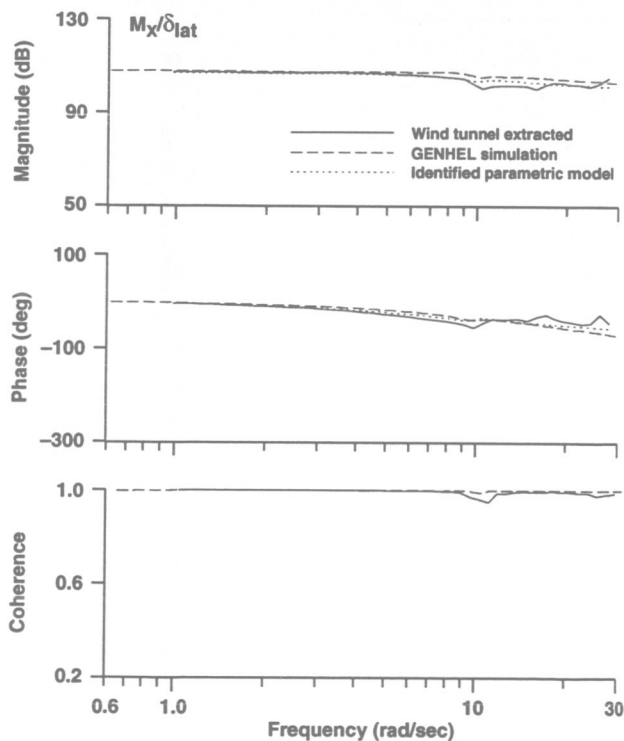 Mx/δlat
Magnitude (dB)
130
90
50
Wind tunnel extracted
GENHEL simulation
Identified parametric model
Phase (deg)
100
−100
−300
Coherence
1.0
0.6
0.2
0.6 1.0 10 30
Frequency (rad/sec)